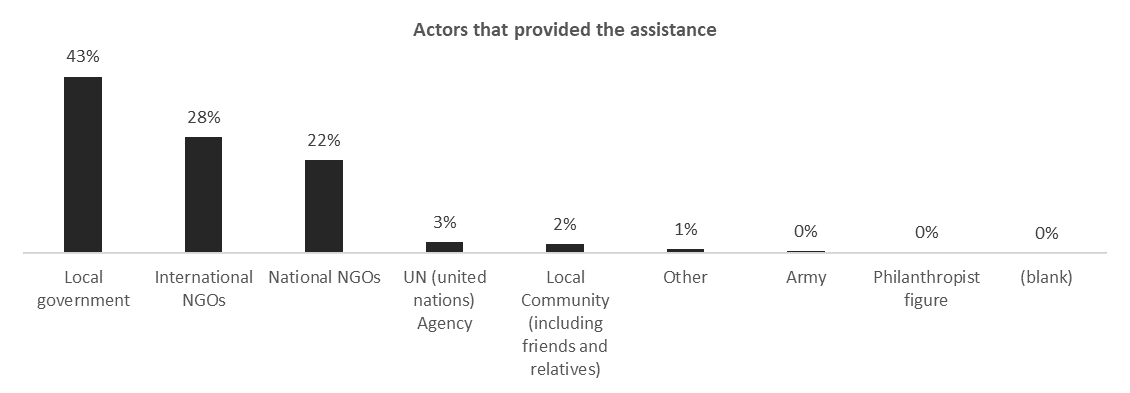 Actors that provided the assistance
43%
28%
22%
3%
2%
1%
0%
0%
0%
Local
government
International
NGOs
National NGOs
UN (united
nations)
Agency
Local
Community
(including
friends and
relatives)
Other
Army
Philanthropist
figure
(blank)